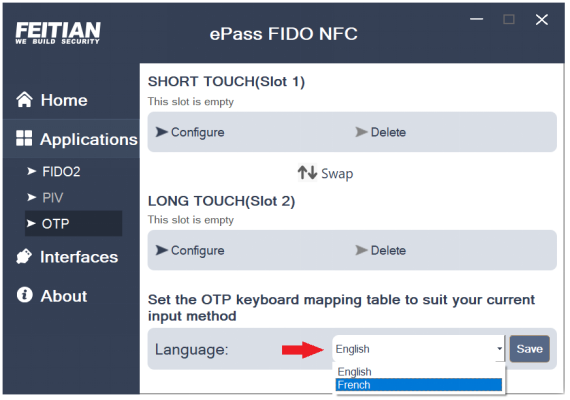 FEITIAN
WE BUILD SECURITY
ePass FIDO NFC
Home
Applications
FIDO2
PIV
OTP
Interfaces
About
SHORT TOUCH(Slot 1)
This slot is empty
Configure Delete
Swap
LONG TOUCH(Slot 2)
This slot is empty
Configure Delete
Set the OTP keyboard mapping table to suit your current
input method
Language: English Save
English
French